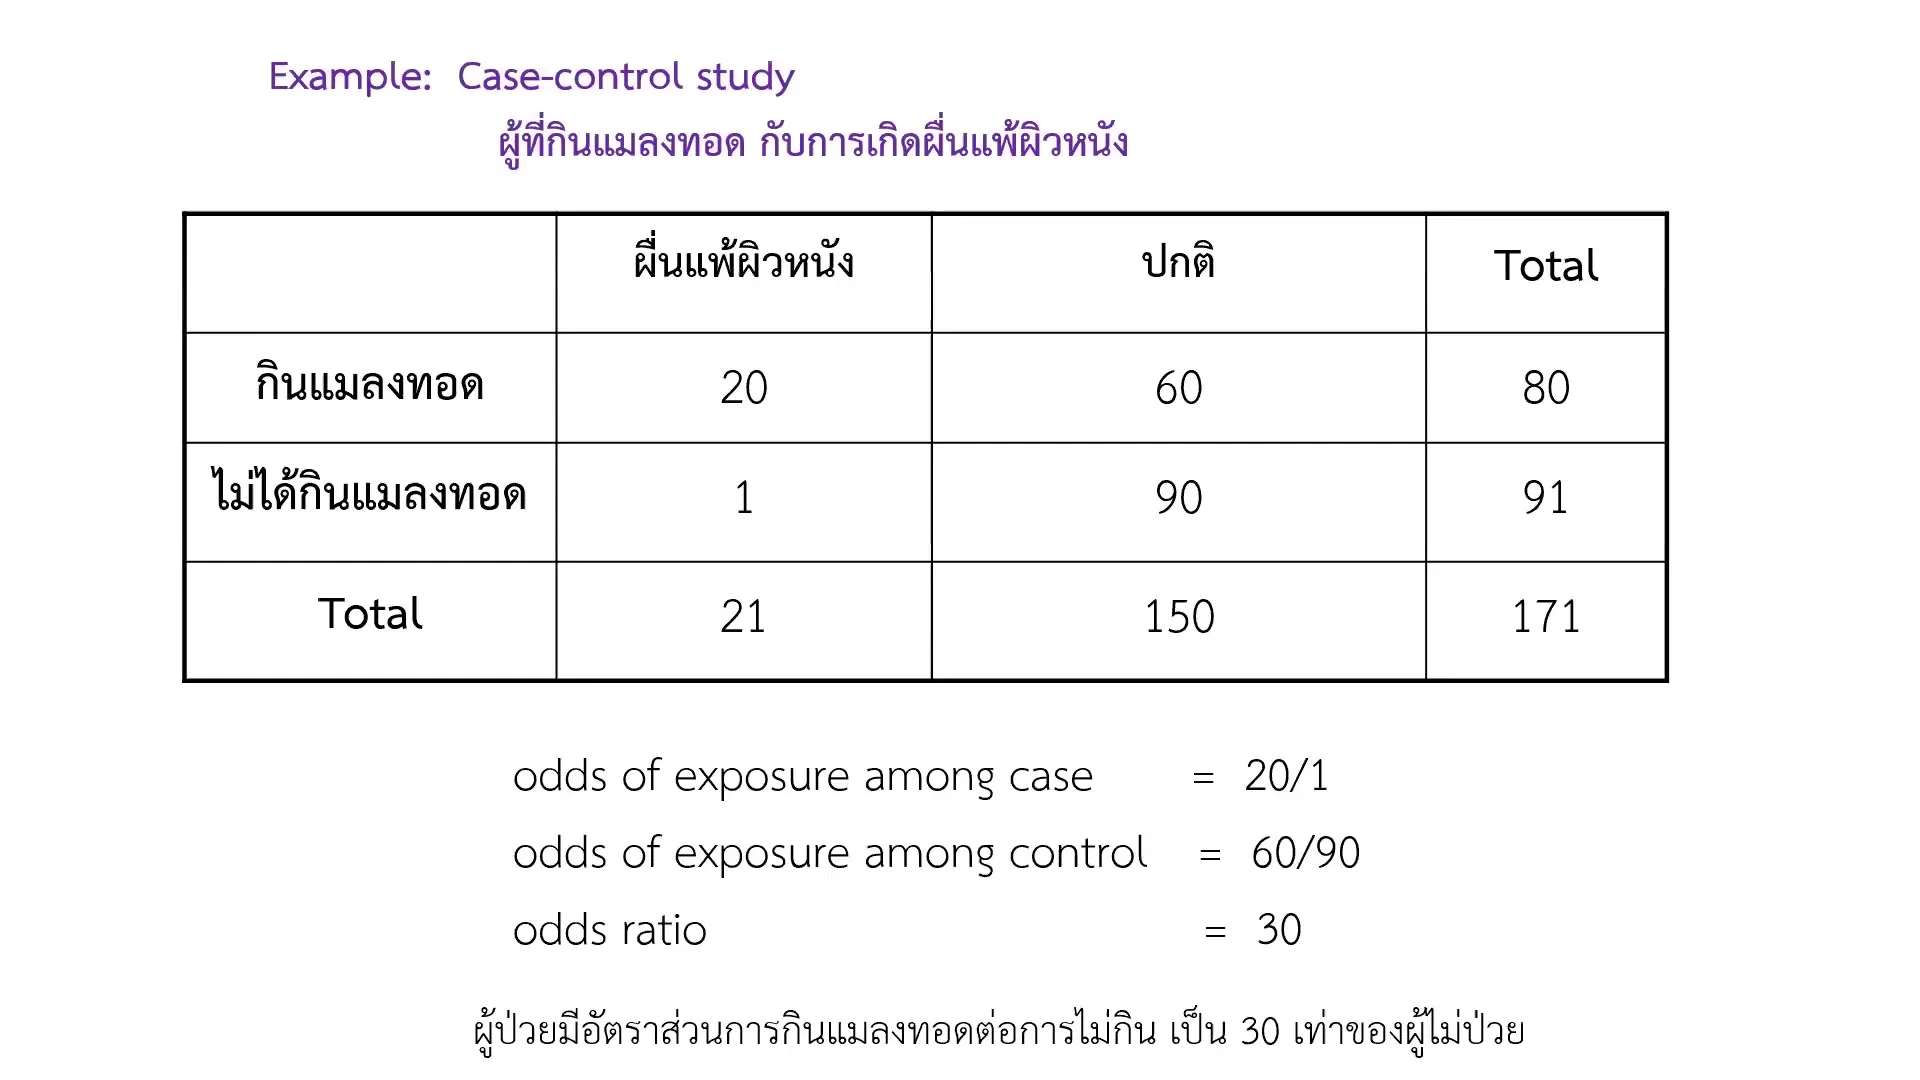 Example: Case-control study
ผู้ที่กินแมลงทอด กับการเกิดผื่นแพ้ผิวหนัง
ผื่นแพ้ผิวหนัง ปกติ Total
กินแมลงทอด 20 60 80
ไม่ได้กินแมลงทอด 1 90 91
Total 21 150 171
odds of exposure among case = 20/1
odds of exposure among control = 60/90
odds ratio = 30
ผู้ป่วยมีอัตราส่วนการกินแมลงทอดต่อการไม่กิน เป็น 30 เท่าของผู้ไม่ป่วย